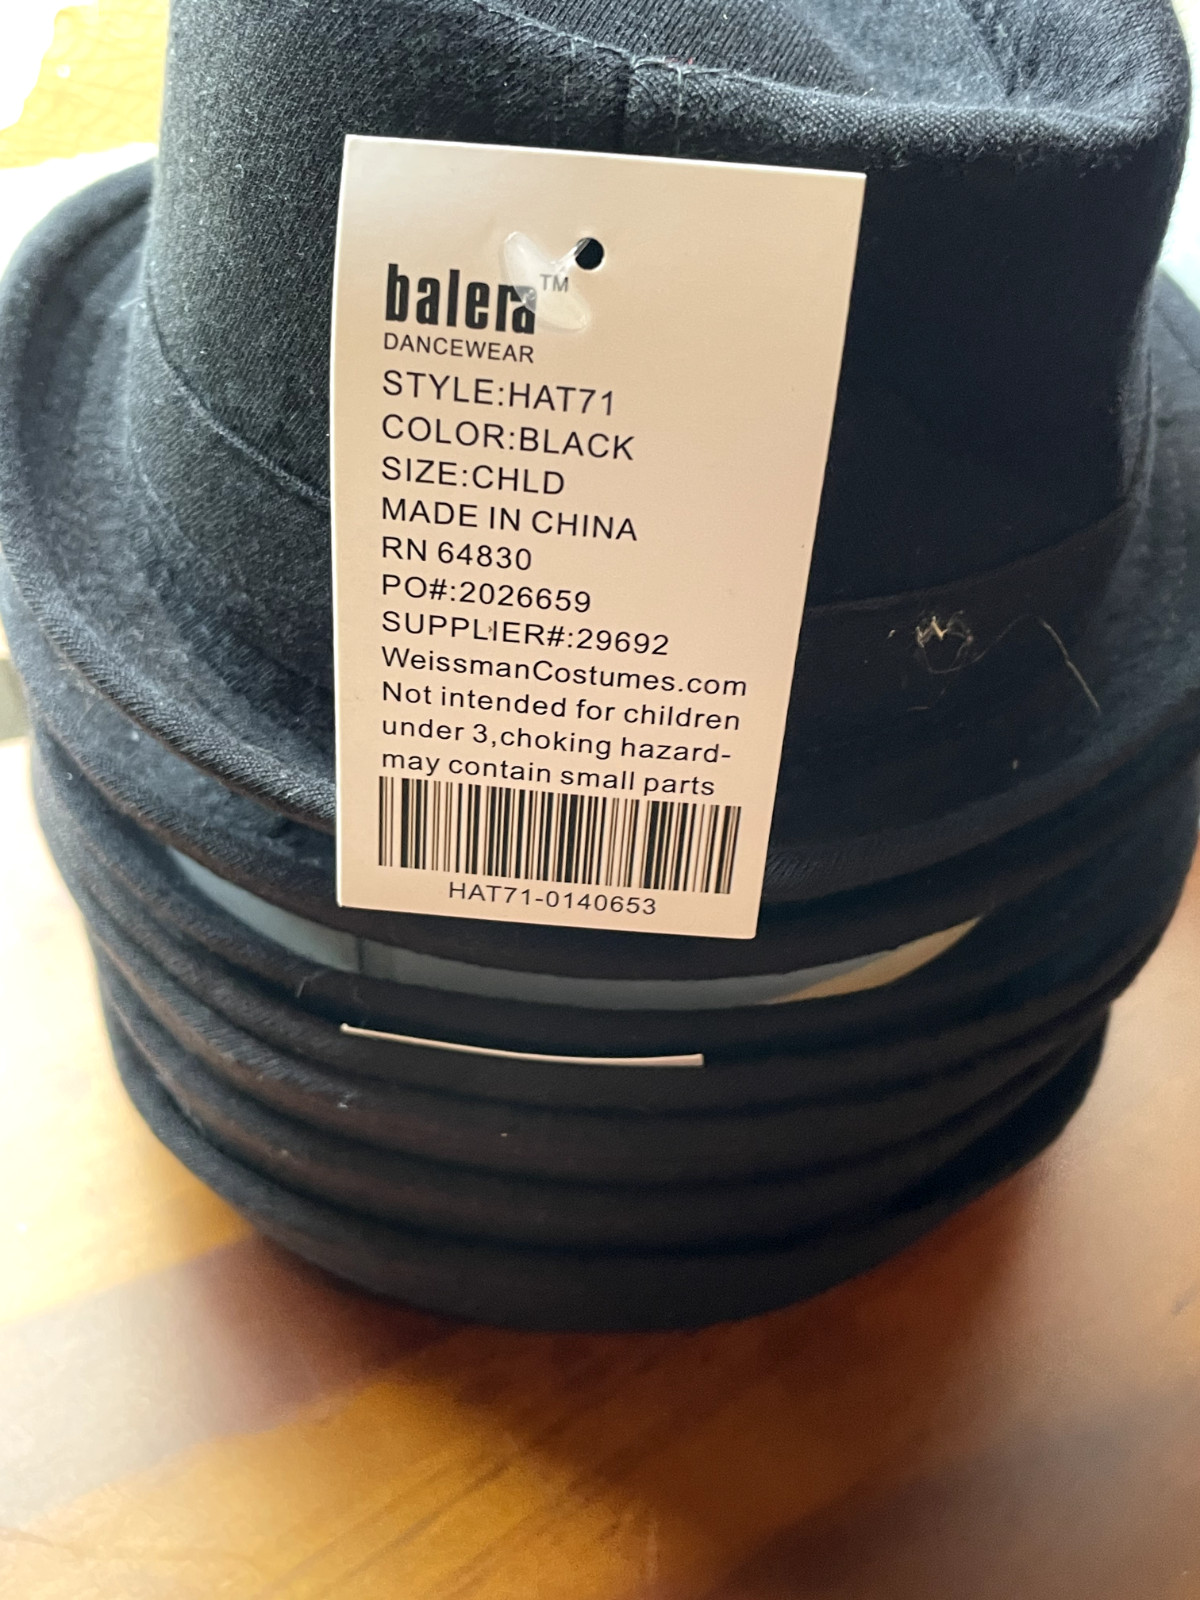 balera™
DANCEWEAR
STYLE:HAT71
COLOR:BLACK
SIZE:CHLD
MADE IN CHINA
RN 64830
PO#:2026659
SUPPLIER#:29692
WeissmanCostumes.com
Not intended for children
under 3,choking hazard-
may contain small parts
HAT71-0140653